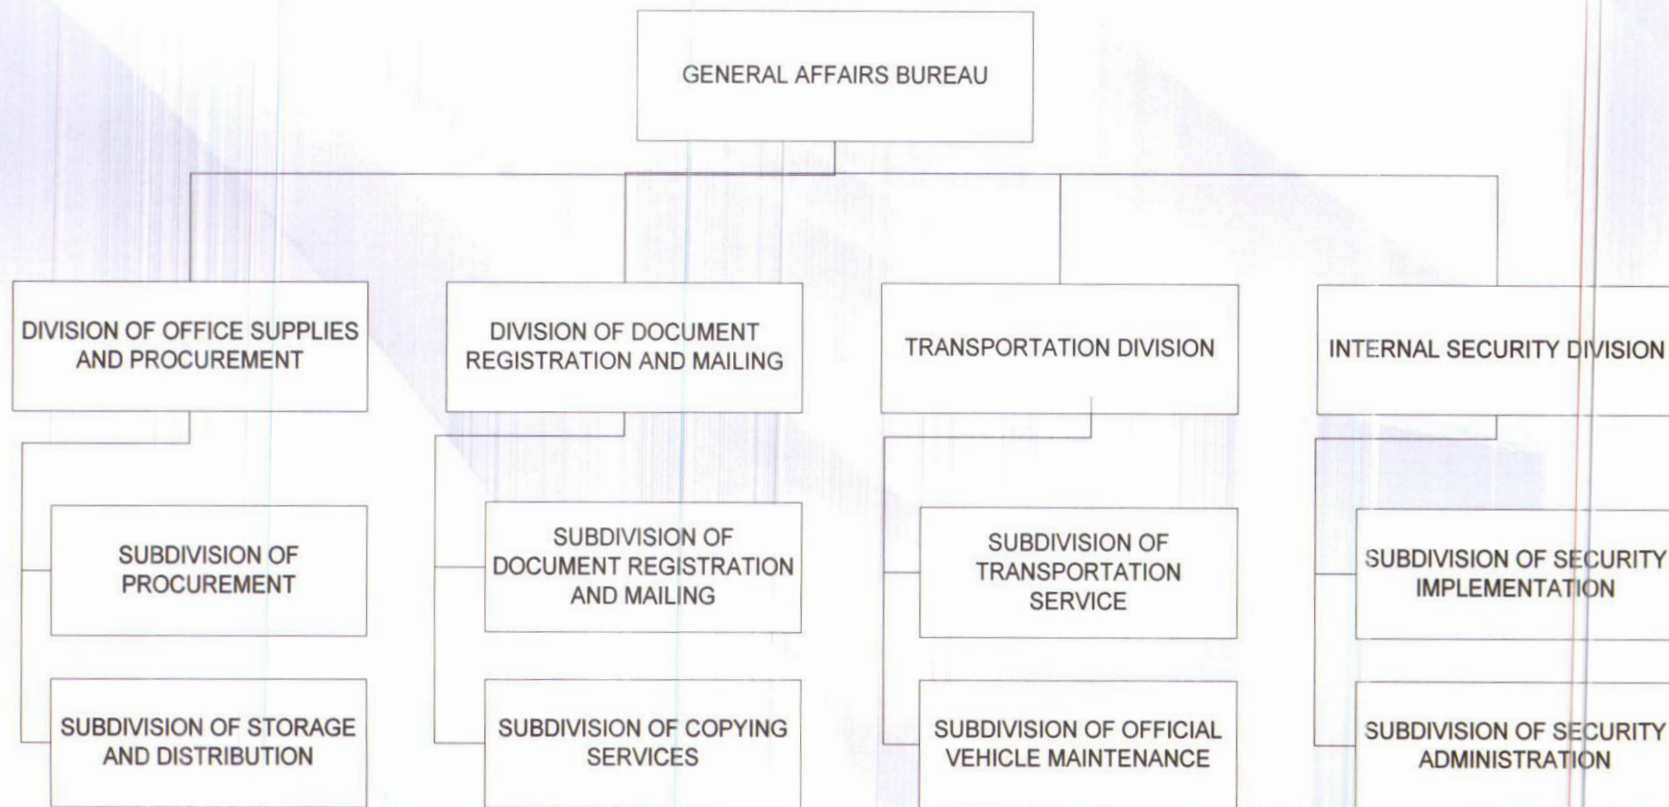 GENERAL AFFAIRS BUREAU
DIVISION OF OFFICE SUPPLIES
AND PROCUREMENT
DIVISION OF DOCUMENT
REGISTRATION AND MAILING
TRANSPORTATION DIVISION
INTERNAL SECURITY DIVISION
SUBDIVISION OF
PROCUREMENT
SUBDIVISION OF
DOCUMENT REGISTRATION
AND MAILING
SUBDIVISION OF
TRANSPORTATION
SERVICE
SUBDIVISION OF SECURITY
IMPLEMENTATION
SUBDIVISION OF STORAGE
AND DISTRIBUTION
SUBDIVISION OF COPYING
SERVICES
SUBDIVISION OF OFFICIAL
VEHICLE MAINTENANCE
SUBDIVISION OF SECURITY
ADMINISTRATION